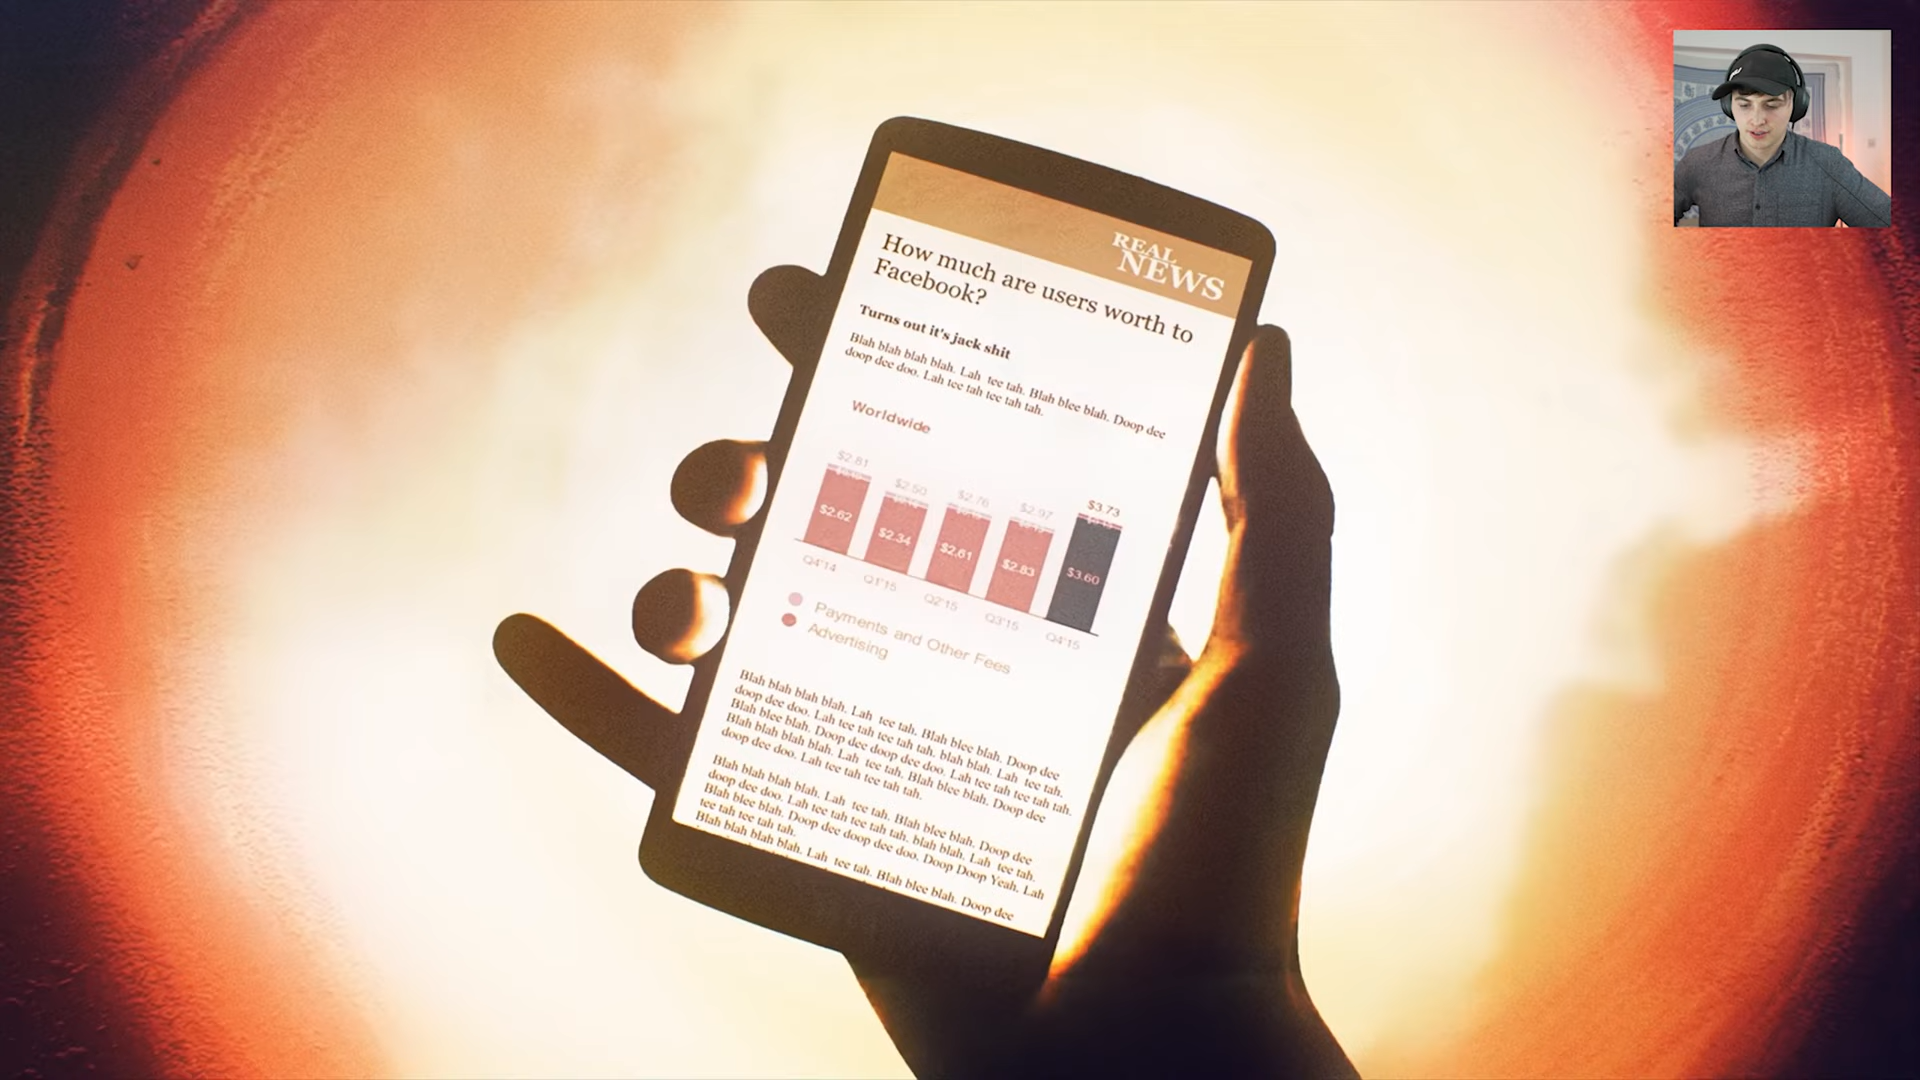 REAL
NEWS
How much are users worth to
Facebook?
Turns out it's jack shit
Blah blah blah blah. Lah tee tah. Blah blee blah. Doop dee
doop dee doo. Lah tee tah tee tah tah.
Worldwide
$2.81
$2.50
$2.76
$2.97
$3.73
$2.62
$2.34
$2.61
$2.83
$3.60
Q4'14
Q1'15
Q2'15
Q3'15
Q4'15
Payments and Other Fees
Advertising
Blah blah blah blah. Lah tee tah. Blah blee blah. Doop dee
doop dee doo. Lah tee tah tee tah tah. blah blah. Lah tee tah.
Blah blee blah. Doop dee doop dee doo. Lah tee tah tee tah tah.
Blah blah blah blah. Lah tee tah. Blah blee blah. Doop dee
doop dee doo. Lah tee tah tee tah tah.
Blah blah blah blah. Lah tee tah. Blah blee blah. Doop dee
doop dee doo. Lah tee tah tee tah tah. blah blah. Lah tee tah.
Blah blee blah. Doop dee doop dee doo. Doop Doop Yeah. Lah
tee tah tee tah tah.
Blah blah blah blah. Lah tee tah. Blah blee blah. Doop dee